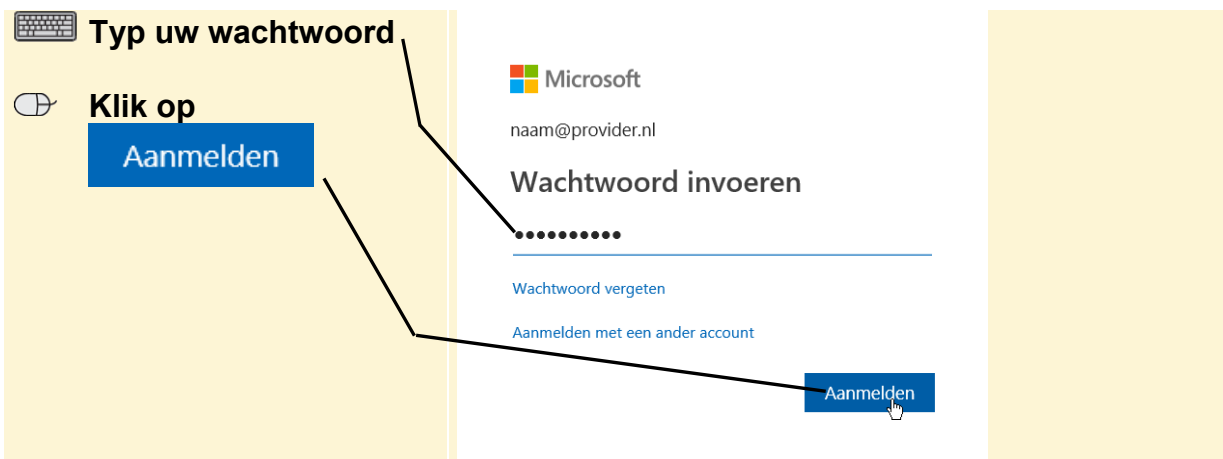 Typ uw wachtwoord
Klik op
Aanmelden
Microsoft
naam@provider.nl
Wachtwoord invoeren
••••••••••
Wachtwoord vergeten
Aanmelden met een ander account
Aanmelden